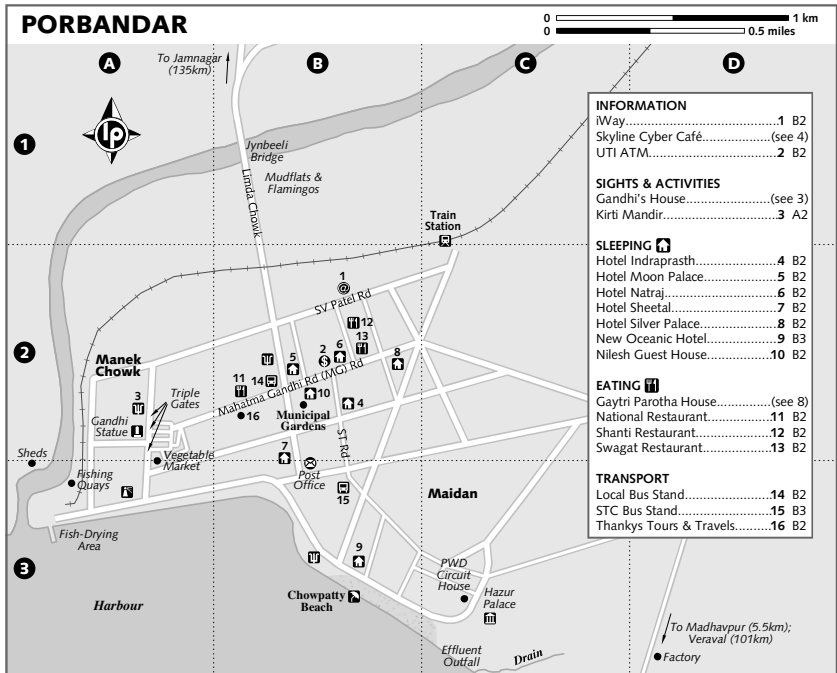 PORBANDAR
0 1 km
0 0.5 miles
A B C D
To Jamnagar
(135km)
lp
1
Jynbeeli
Bridge
Mudflats &
Flamingos
Limda Chowk
Train
Station
1
@
SV Patel Rd
12
2
Manek
Chowk
5
2
$
6
13
8
11
14
Mahatma Gandhi Rd (MG) Rd
10
4
16
Municipal
Gardens
3
Triple
Gates
Gandhi
Statue
ST Rd
7
Vegetable
Market
Post
Office
Sheds
Fishing
Quays
15
Maidan
Fish-Drying
Area
3
9
PWD
Circuit
House
Hazur
Palace
Harbour
Chowpatty
Beach
Effluent
Outfall
Drain
To Madhavpur (5.5km);
Veraval (101km)
Factory
INFORMATION
iWay..............................1 B2
Skyline Cyber Café..............(see 4)
UTI ATM...........................2 B2
SIGHTS & ACTIVITIES
Gandhi's House....................(see 3)
Kirti Mandir......................3 A2
SLEEPING
Hotel Indraprasth.................4 B2
Hotel Moon Palace.................5 B2
Hotel Natraj......................6 B2
Hotel Sheetal.....................7 B2
Hotel Silver Palace...............8 B2
New Oceanic Hotel.................9 B3
Nilesh Guest House................10 B2
EATING
Gaytri Parotha House..............(see 8)
National Restaurant...............11 B2
Shanti Restaurant.................12 B2
Swagat Restaurant.................13 B2
TRANSPORT
Local Bus Stand...................14 B2
STC Bus Stand.....................15 B3
Thankys Tours & Travels...........16 B2